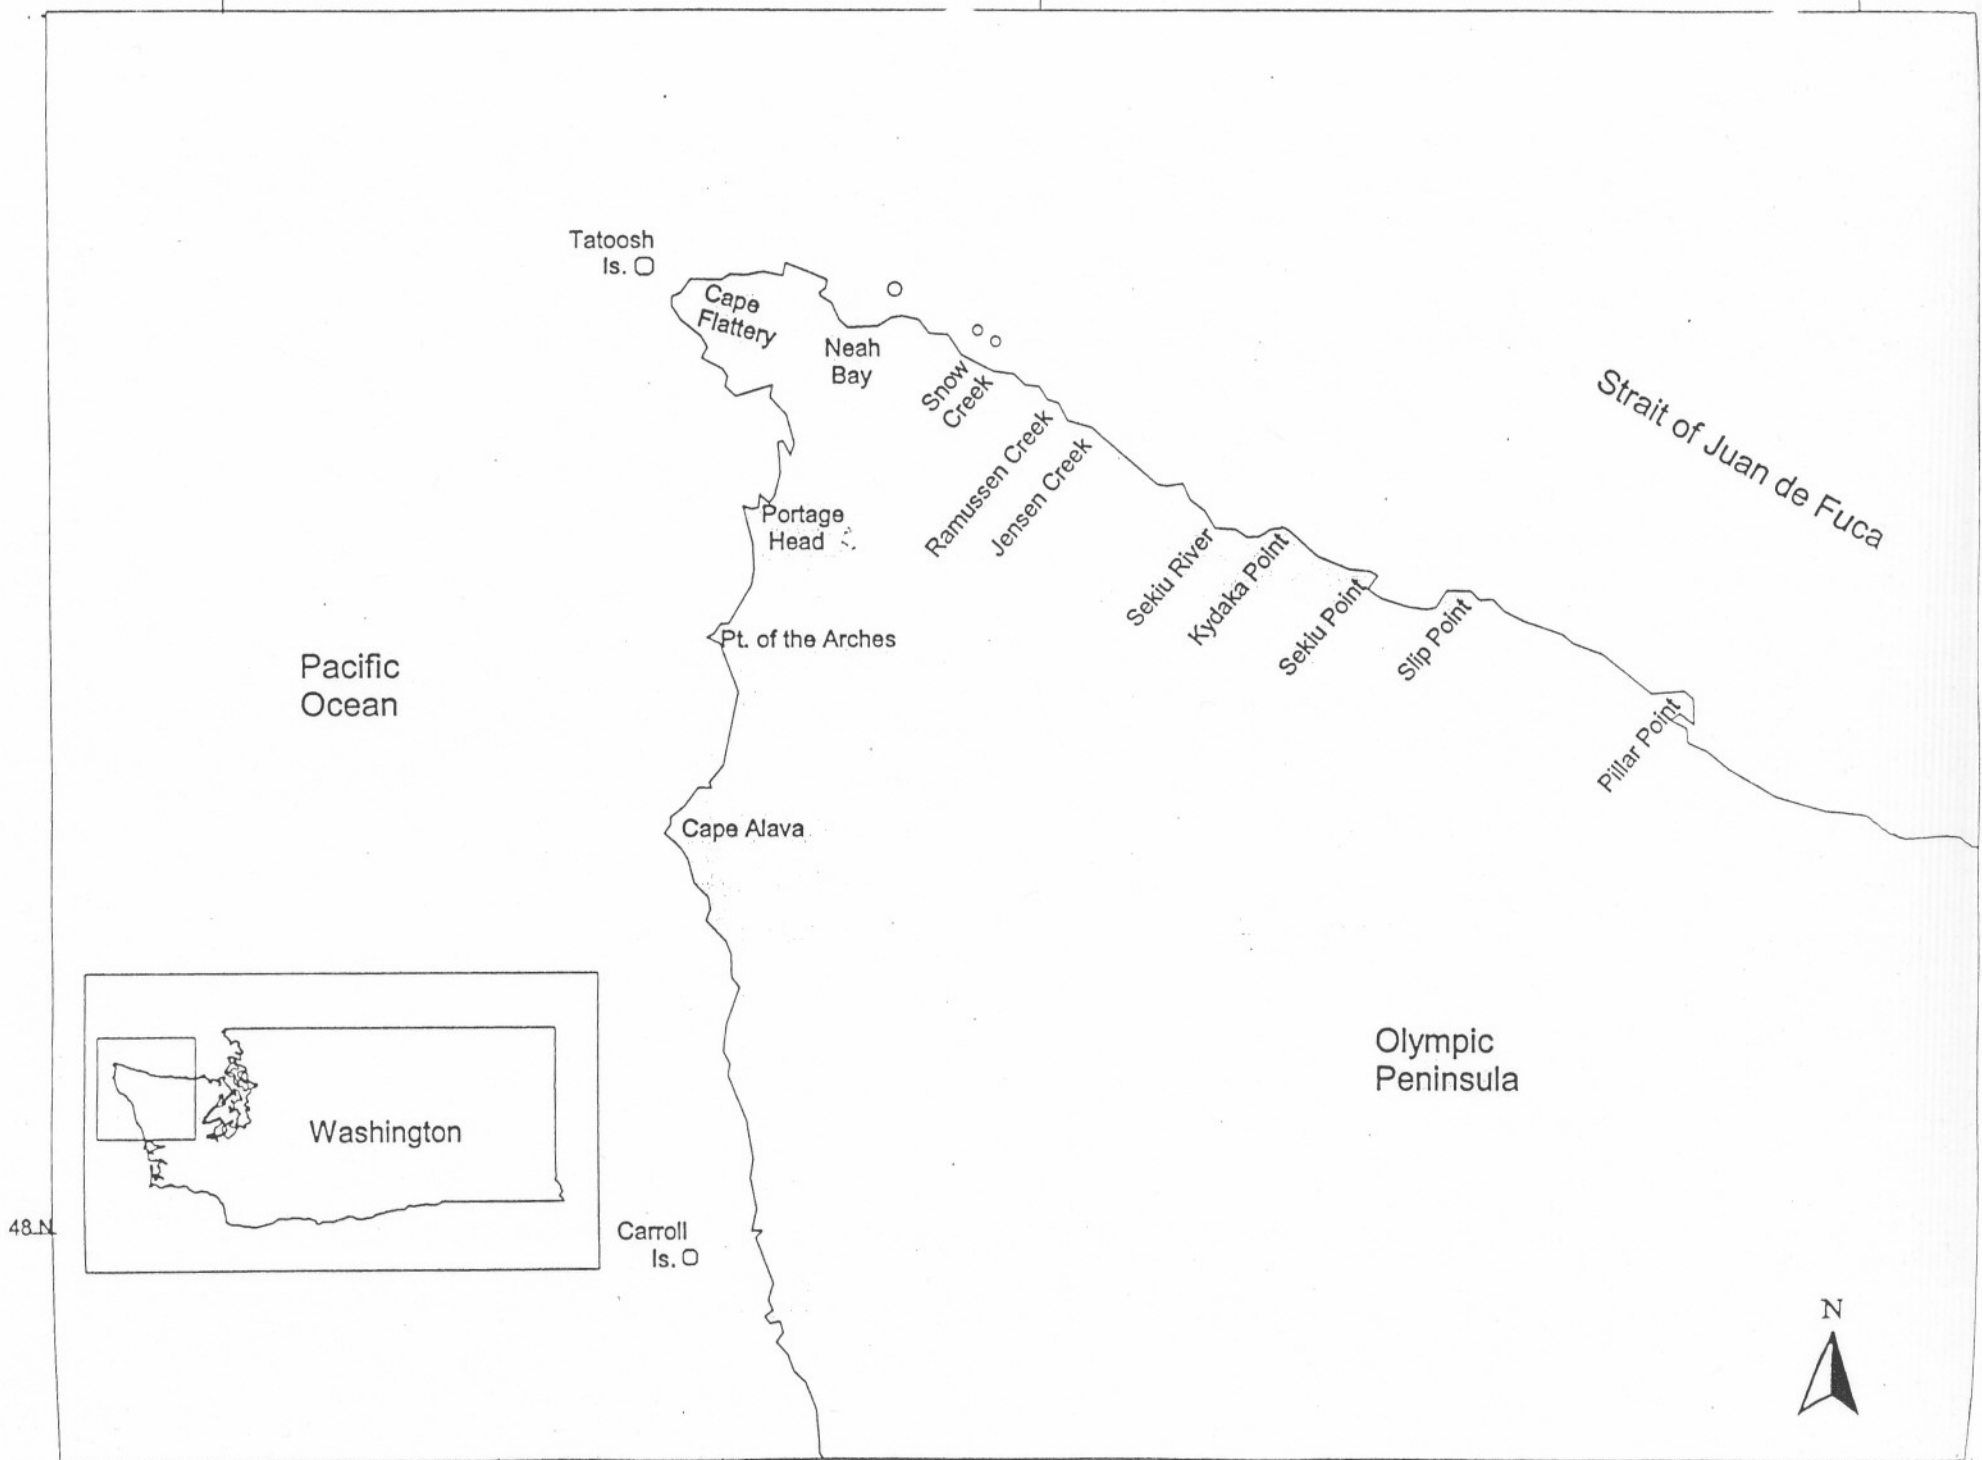 Tatoosh
Is.
Cape
Flattery
Neah
Bay
Snow
Creek
Ramussen Creek
Jensen Creek
Strait of Juan de Fuca
Portage
Head
Sekiu River
Kydaka Point
Sekiu Point
Slip Point
Pt. of the Arches
Pacific
Ocean
Pillar Point
Cape Alava
Olympic
Peninsula
Washington
48 N
Carroll
Is.
N